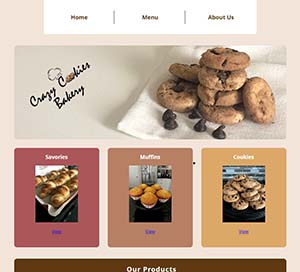 Home
Menu
About Us
Crazy Cookies
Bakery
Savories
Muffins
Cookies
View
View
View
Our Products